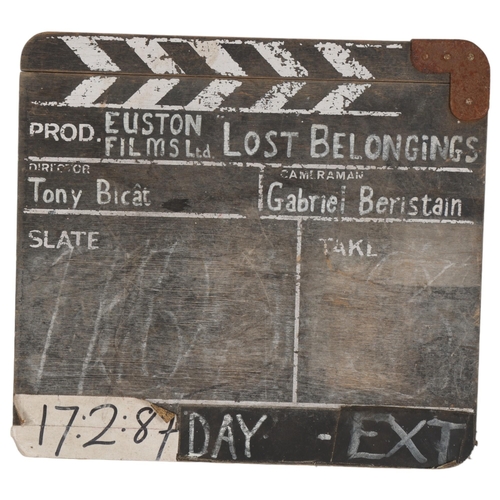 PROD. EUSTON FILMS Ltd "LOST BELONGINGS
DIRECTOR
Tony Bicât
CAMERAMAN
Gabriel Beristain
SLATE
TAKE
17.2:87 DAY - EXT